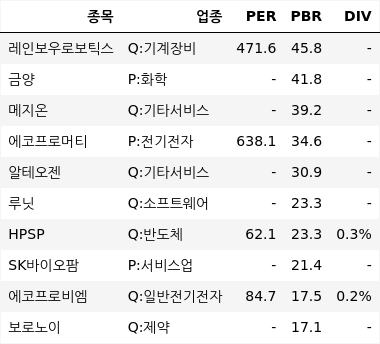 종목 업종 PER PBR DIV
레인보우로보틱스 Q:기계장비 471.6 45.8 -
금양 P:화학 - 41.8 -
메지온 Q:기타서비스 - 39.2 -
에코프로머티 P:전기전자 638.1 34.6 -
알테오젠 Q:기타서비스 - 30.9 -
루닛 Q:소프트웨어 - 23.3 -
HPSP Q:반도체 62.1 23.3 0.3%
SK바이오팜 P:서비스업 - 21.4 -
에코프로비엠 Q:일반전기전자 84.7 17.5 0.2%
보로노이 Q:제약 - 17.1 -